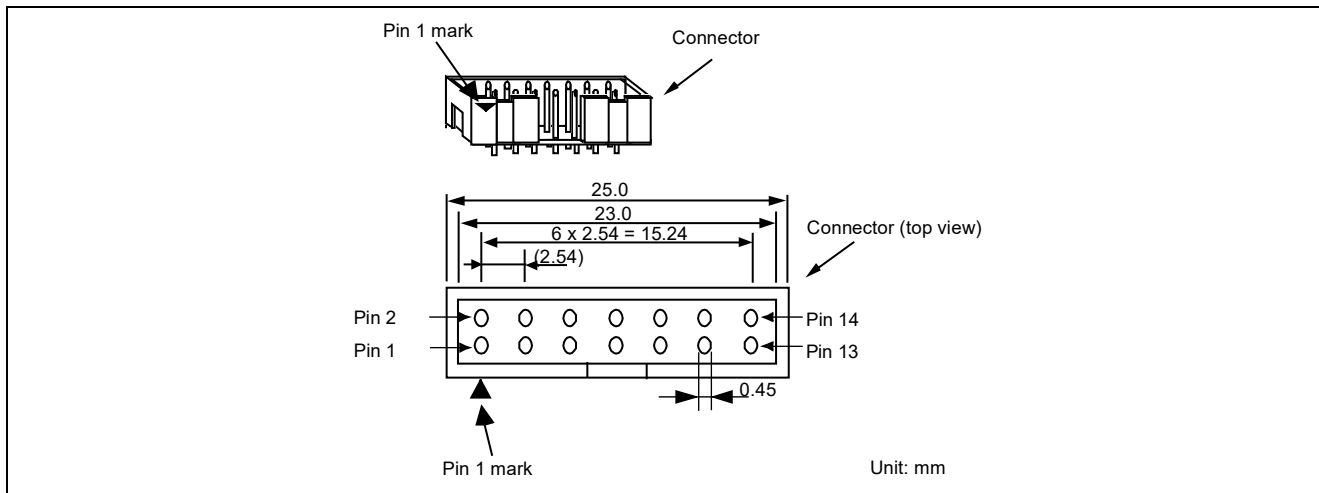 Pin 1 mark
Connector
25.0
23.0
6 x 2.54 = 15.24
(2.54)
Connector (top view)
Pin 2
Pin 14
Pin 1
Pin 13
0.45
Pin 1 mark
Unit: mm